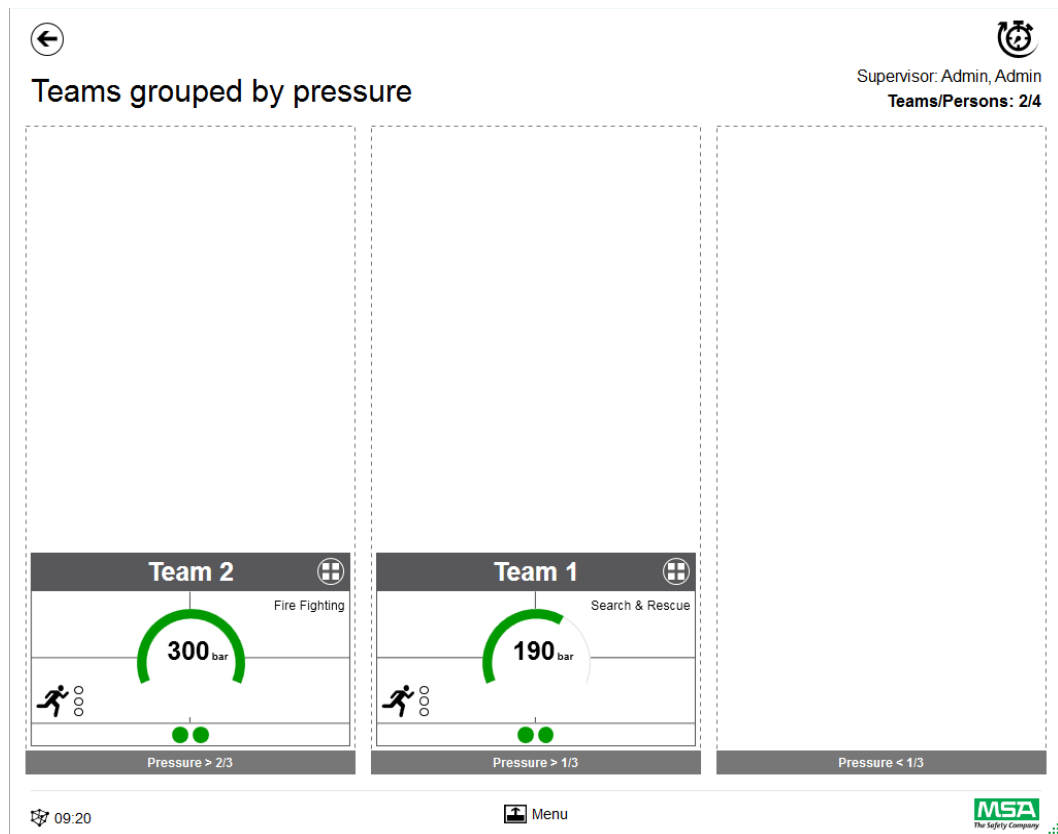 Teams grouped by pressure
Supervisor: Admin, Admin
Teams/Persons: 2/4
Team 2
Fire Fighting
300 bar
Pressure > 2/3
Team 1
Search & Rescue
190 bar
Pressure > 1/3
Pressure < 1/3
09:20
Menu
MSA
The Safety Company